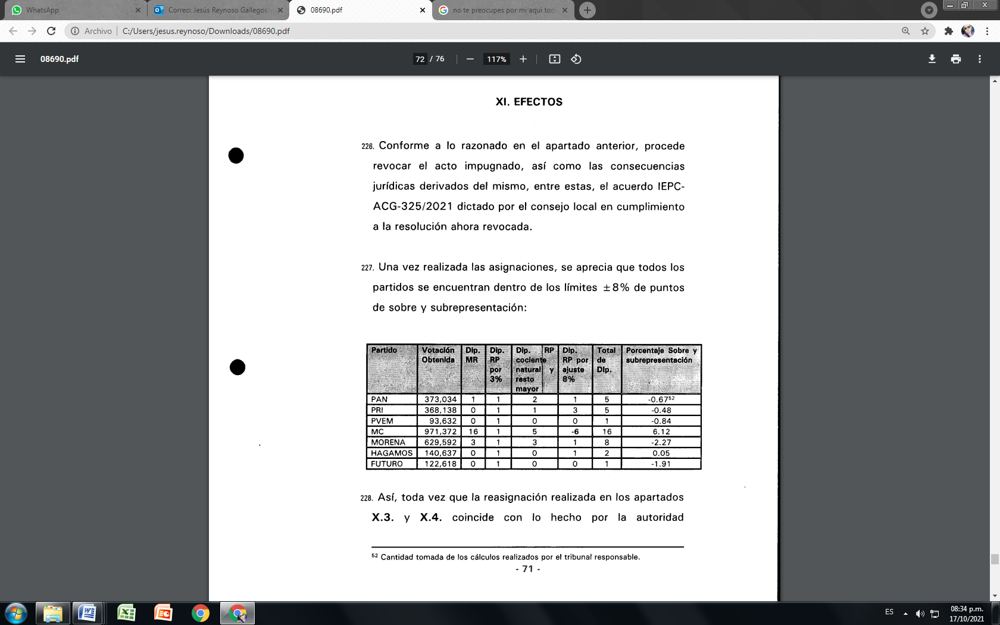 WhatsApp
Correo: Jesús Reynoso Gallegos
08690.pdf
no te preocupes por mi aqui tod
Archivo
C:/Users/jesus.reynoso/Downloads/08690.pdf
08690.pdf
72 / 76
117%
XI. EFECTOS
226. Conforme a lo razonado en el apartado anterior, procede
revocar el acto impugnado, así como las consecuencias
jurídicas derivados del mismo, entre estas, el acuerdo IEPC-
ACG-325/2021 dictado por el consejo local en cumplimiento
a la resolución ahora revocada.
227. Una vez realizada las asignaciones, se aprecia que todos los
partidos se encuentran dentro de los límites ±8% de puntos
de sobre y subrepresentación:
Partido Votación Dip. Dip. Dip. RP Dip. Total Porcentaje Sobre y
Obtenida MR RP cociente RP por de subrepresentación
por natural y ajuste Dip.
3% resto 8%
mayor
PAN 373,034 1 1 2 1 5 -0.67⁵²
PRI 368,138 0 1 1 3 5 -0.48
PVEM 93,632 0 1 0 0 1 -0.84
MC 971,372 16 1 5 -6 16 6.12
MORENA 629,592 3 1 3 1 8 -2.27
HAGAMOS 140,637 0 1 0 1 2 0.05
FUTURO 122,618 0 1 0 0 1 -1.91
228. Así, toda vez que la reasignación realizada en los apartados
X.3. y X.4. coincide con lo hecho por la autoridad
⁵² Cantidad tomada de los cálculos realizados por el tribunal responsable.
- 71 -
ES
08:34 p.m.
17/10/2021